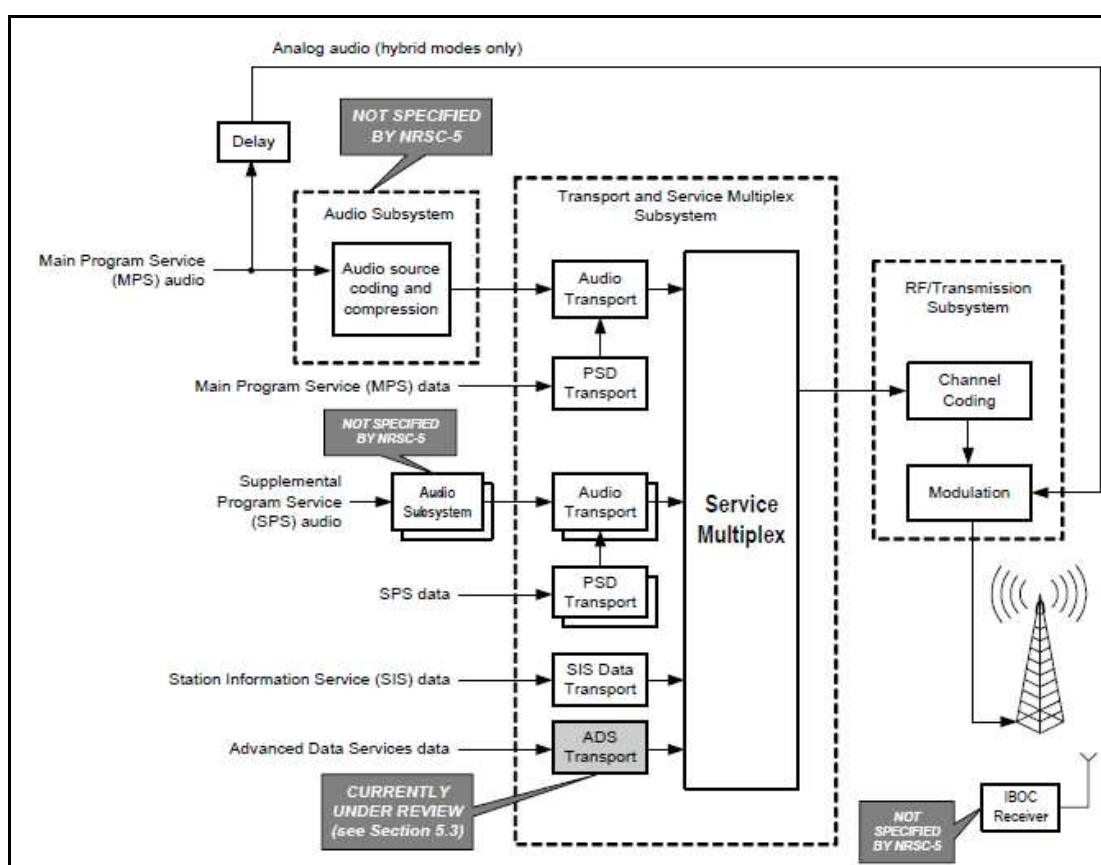 Analog audio (hybrid modes only)
Delay
NOT SPECIFIED
BY NRSC-5
Audio Subsystem
Main Program Service
(MPS) audio
Audio source
coding and
compression
Transport and Service Multiplex
Subsystem
Audio
Transport
Main Program Service (MPS) data
PSD
Transport
NOT SPECIFIED
BY NRSC-5
Supplemental
Program Service
(SPS) audio
Audio
Subsystem
Audio
Transport
SPS data
PSD
Transport
Station Information Service (SIS) data
SIS Data
Transport
Advanced Data Services data
ADS
Transport
CURRENTLY
UNDER REVIEW
(see Section 5.3)
Service
Multiplex
RF/Transmission
Subsystem
Channel
Coding
Modulation
NOT
SPECIFIED
BY NRSC-5
IBOC
Receiver